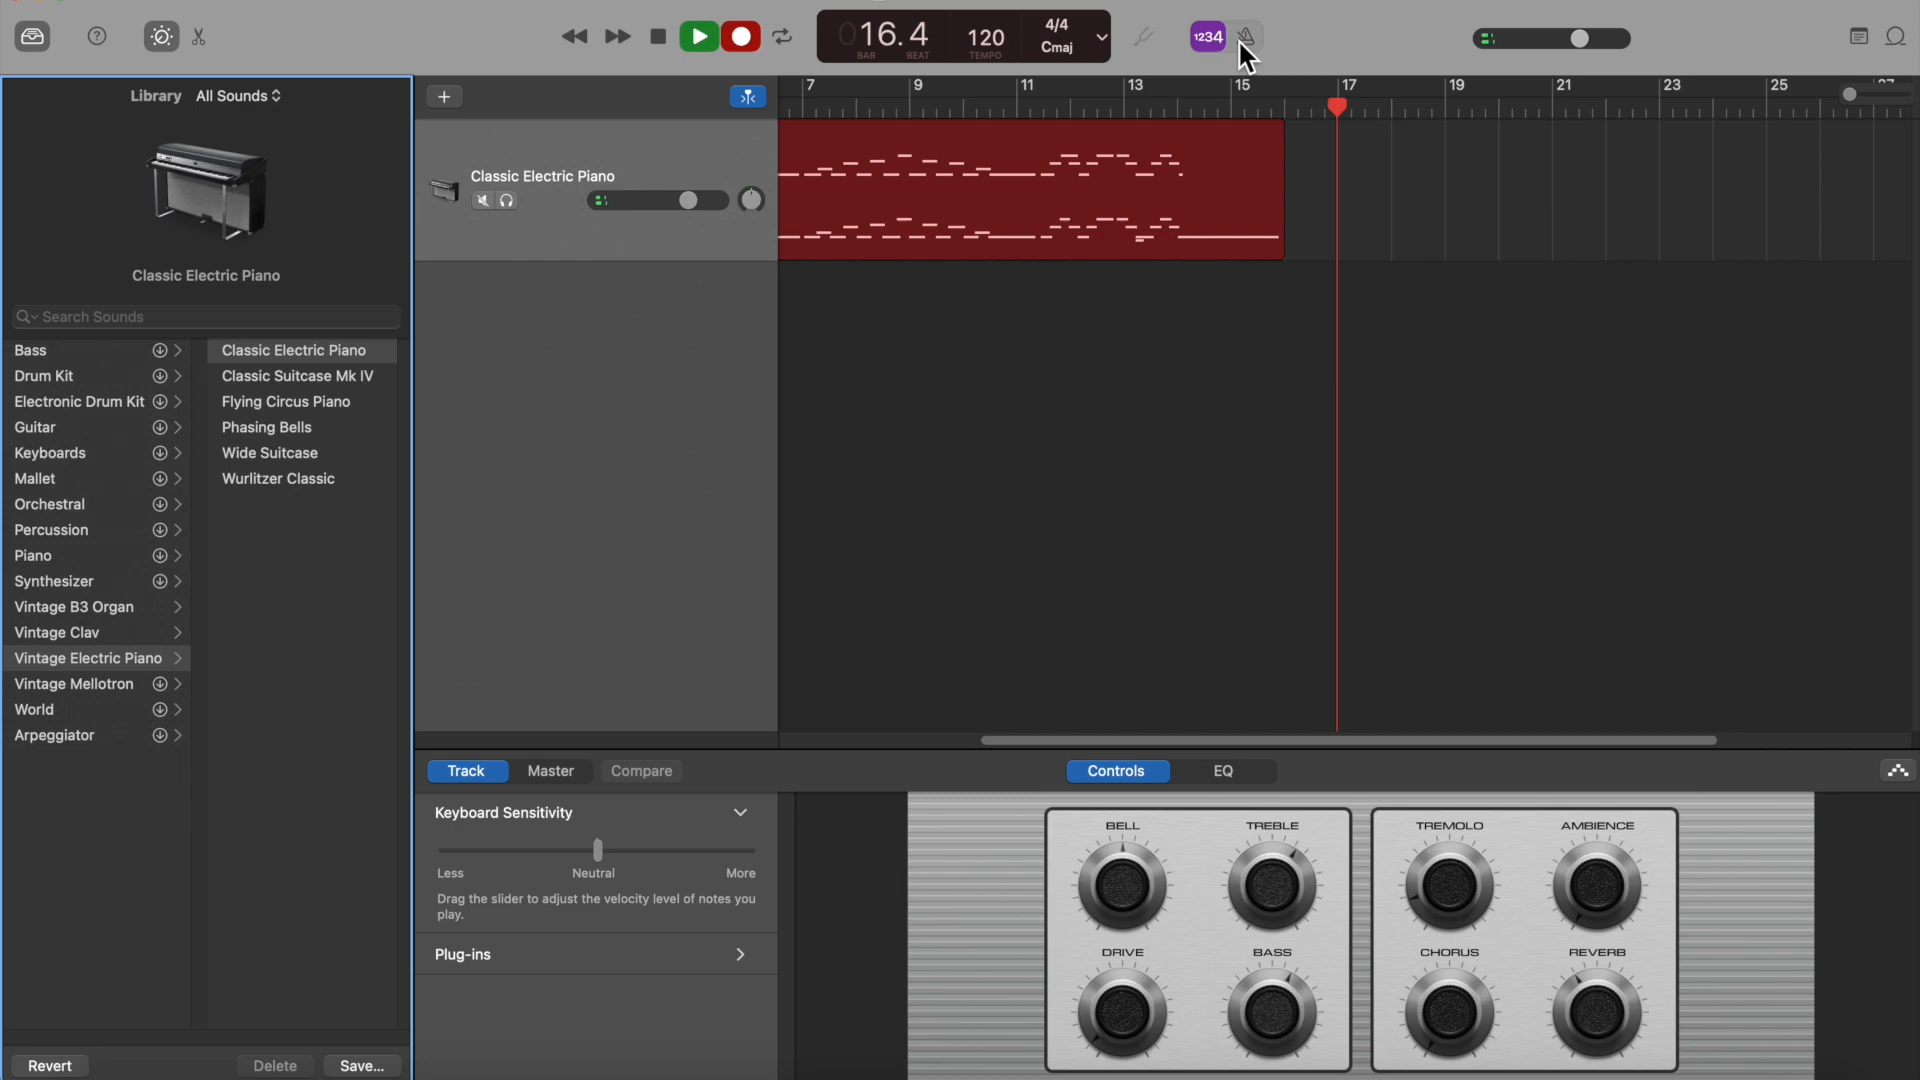 016.4
BAR BEAT
120
TEMPO
4/4
Cmaj
1234
Library All Sounds
Classic Electric Piano
Search Sounds
Bass
Drum Kit
Electronic Drum Kit
Guitar
Keyboards
Mallet
Orchestral
Percussion
Piano
Synthesizer
Vintage B3 Organ
Vintage Clav
Vintage Electric Piano
Vintage Mellotron
World
Arpeggiator
Classic Electric Piano
Classic Suitcase Mk IV
Flying Circus Piano
Phasing Bells
Wide Suitcase
Wurlitzer Classic
Revert Delete Save...
7 9 11 13 15 17 19 21 23 25 27
Classic Electric Piano
Track Master Compare
Controls EQ
Keyboard Sensitivity
Less Neutral More
Drag the slider to adjust the velocity level of notes you
play.
Plug-ins
BELL TREBLE TREMOLO AMBIENCE
DRIVE BASS CHORUS REVERB